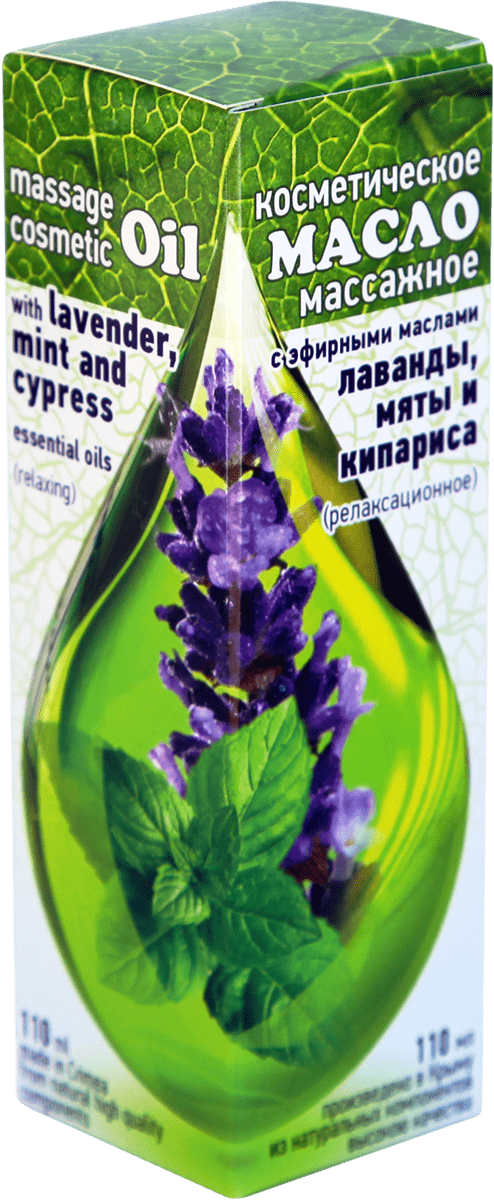 massage
cosmetic Oil
with lavender,
mint and
cypress
essential oils
(relaxing)
110 ml
made in Crimea
from natural high quality
components
косметическое
МАСЛО
массажное
с эфирными маслами
лаванды,
мяты и
кипариса
(релаксационное)
110 мл
произведено в Крыму
из натуральных компонентов
высокого качества